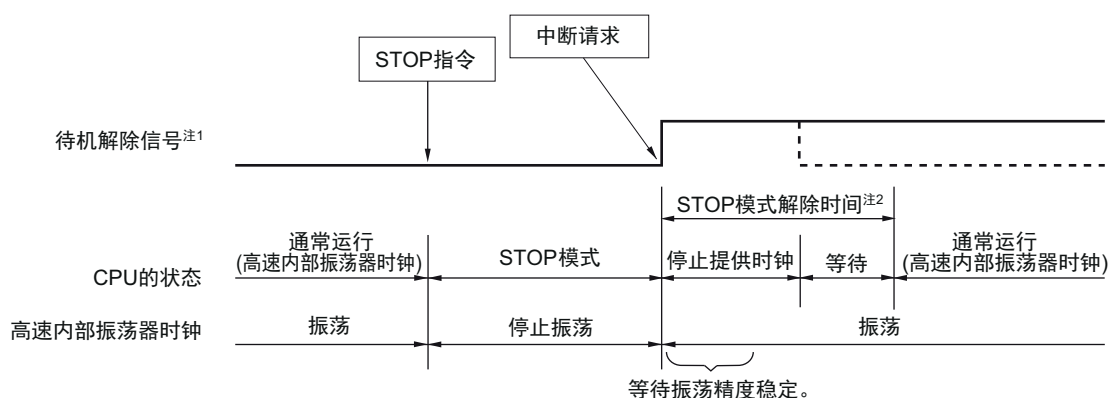 中断请求
STOP指令
待机解除信号注1
STOP模式解除时间注2
通常运行
(高速内部振荡器时钟)
STOP模式
停止提供时钟
等待
通常运行
(高速内部振荡器时钟)
CPU的状态
高速内部振荡器时钟
振荡
停止振荡
振荡
等待振荡精度稳定。